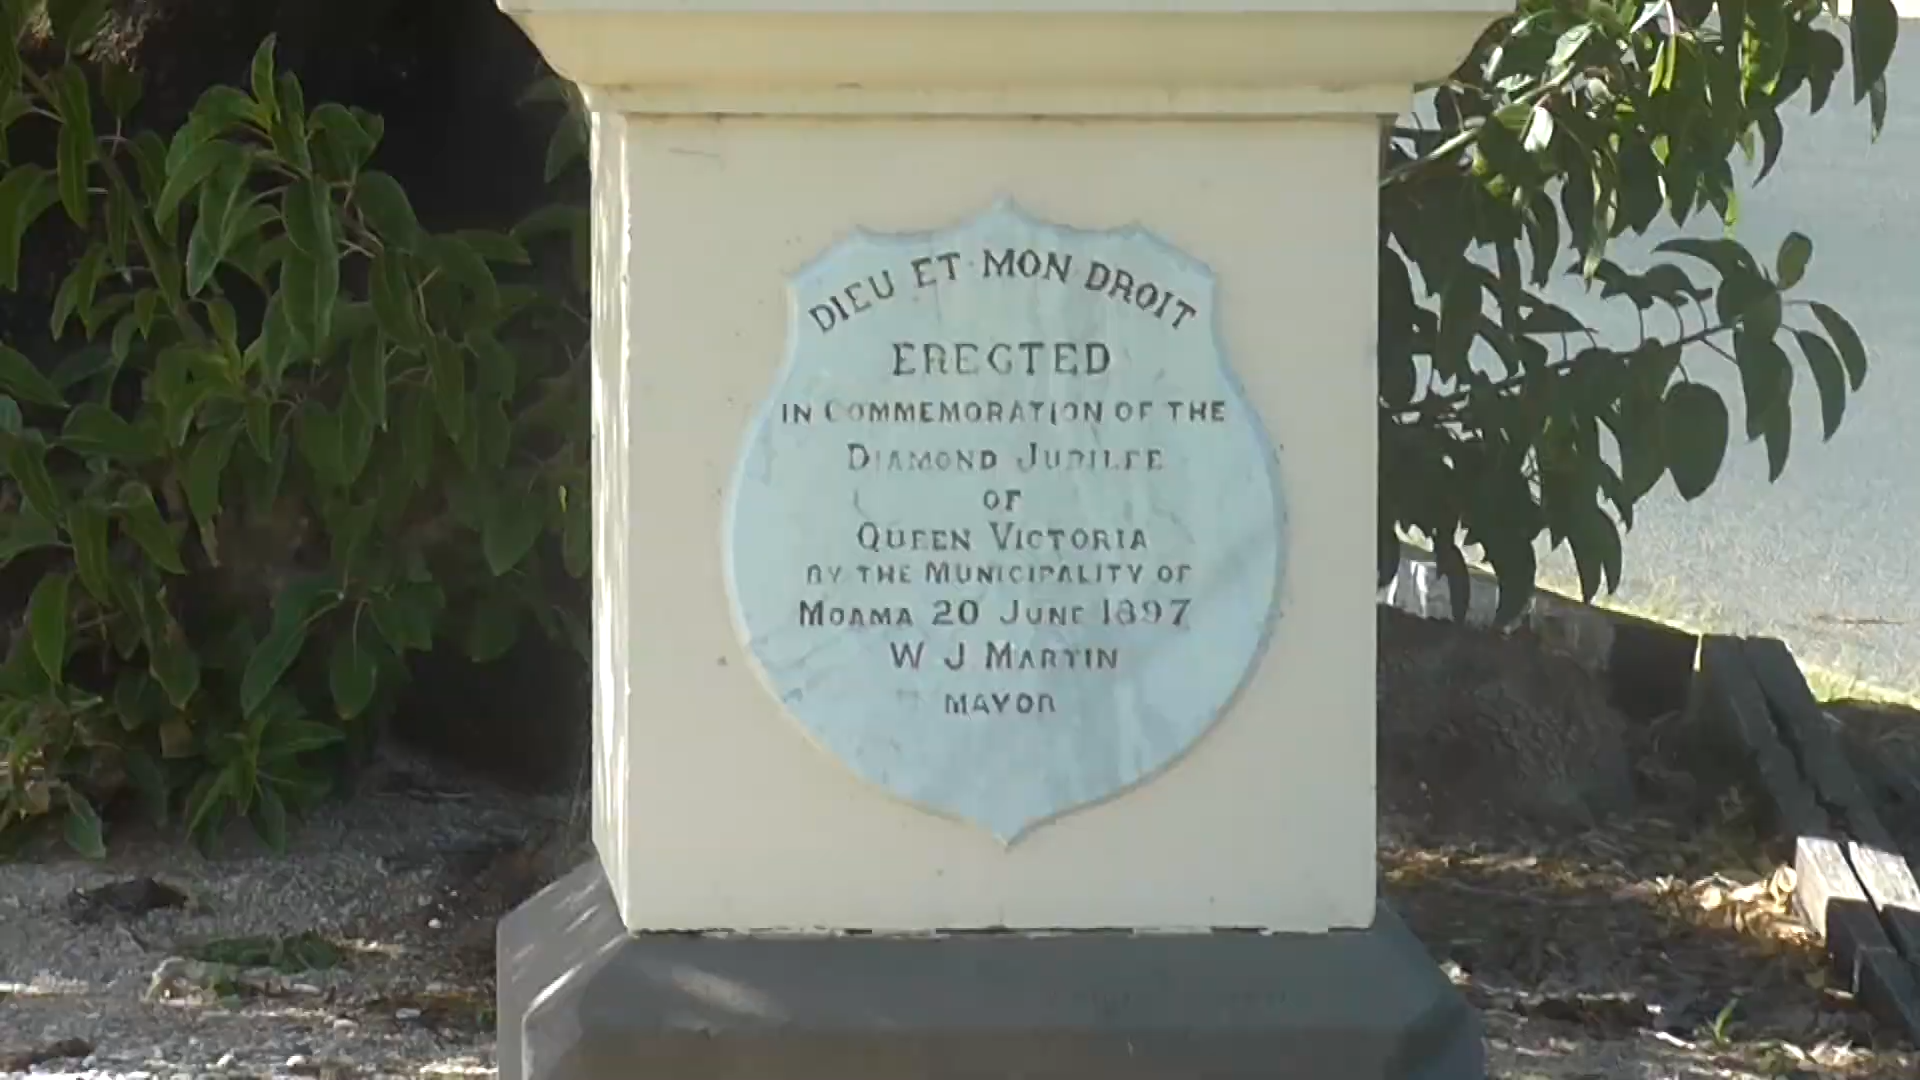 DIEU ET MON DROIT
ERECTED
IN COMMEMORATION OF THE
DIAMOND JUBILEE
OF
QUEEN VICTORIA
BY THE MUNICIPALITY OF
MOAMA 20 JUNE 1897
W J MARTIN
MAYOR